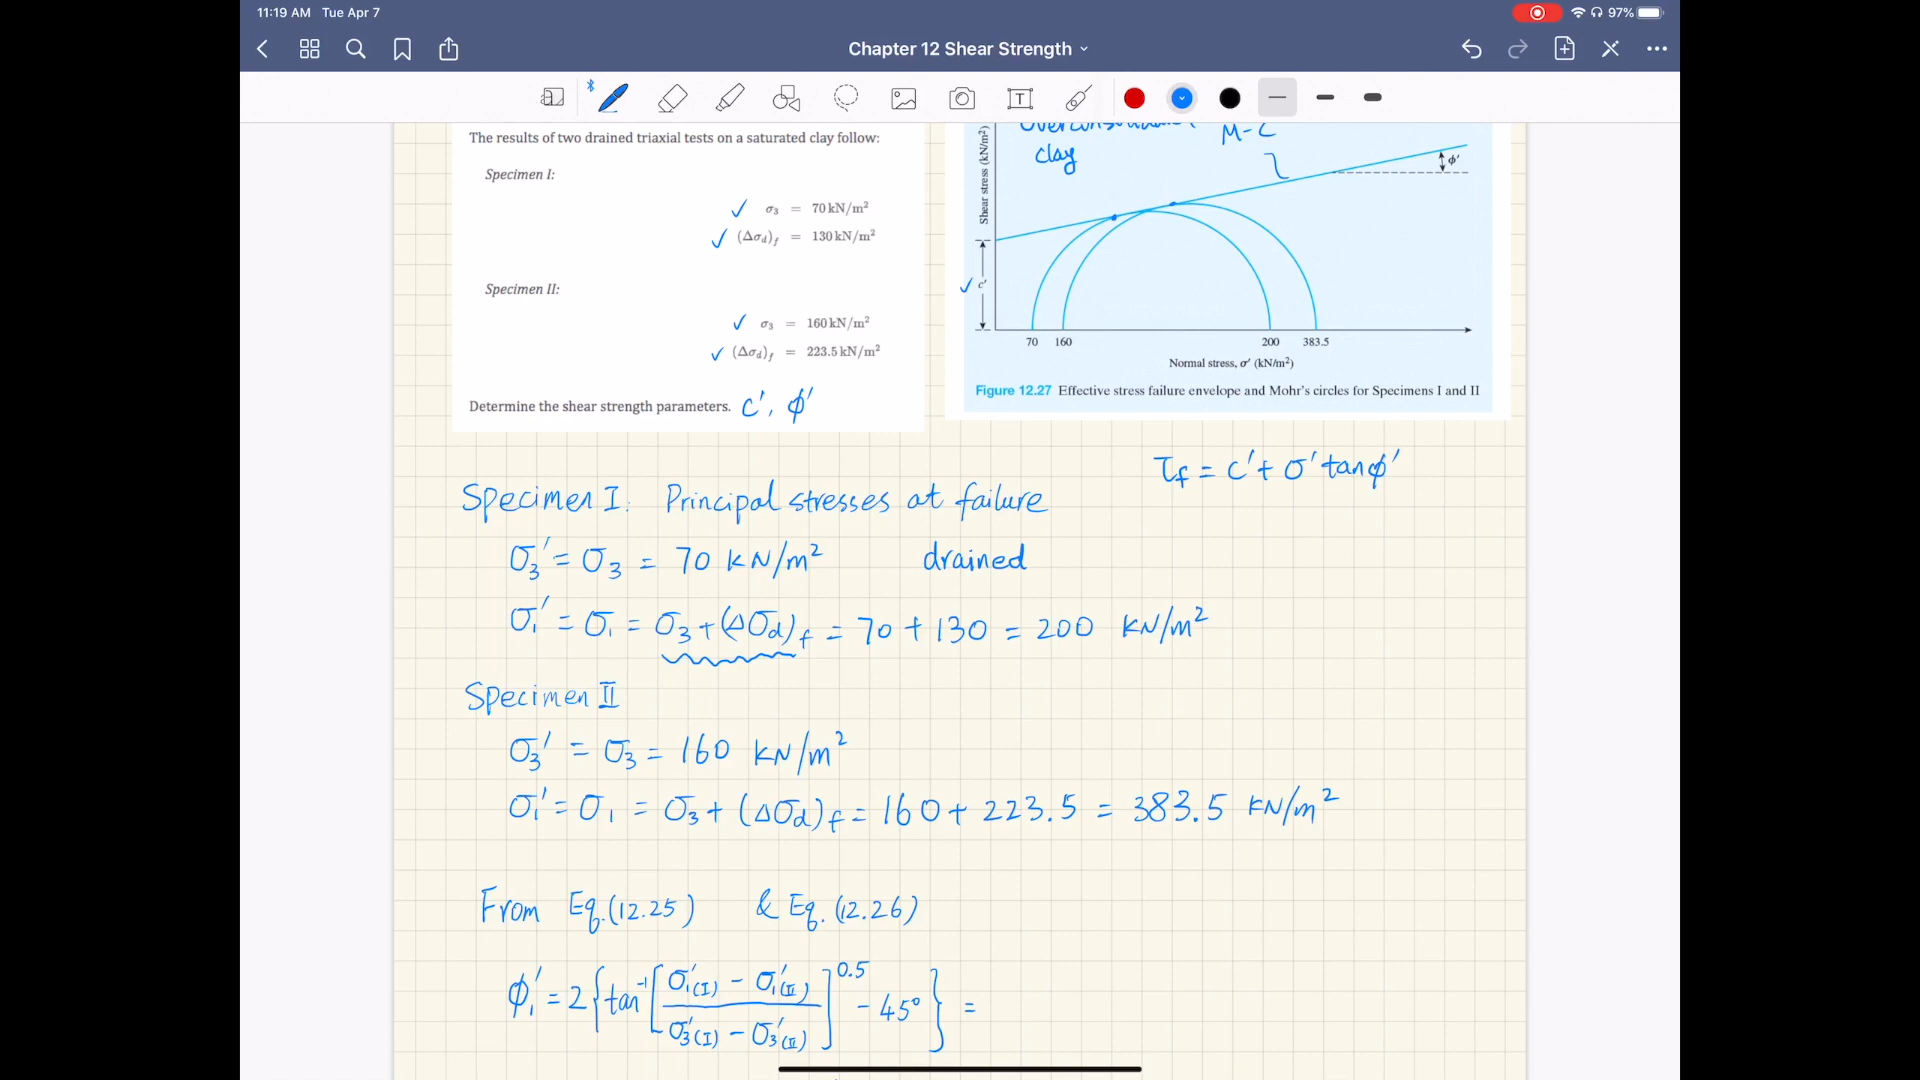 11:19 AM Tue Apr 7
97%
Chapter 12 Shear Strength
The results of two drained triaxial tests on a saturated clay follow:
Specimen I:
✓ σ₃ = 70 kN/m²
✓ (Δσd)f = 130 kN/m²
Specimen II:
✓ σ₃ = 160 kN/m²
✓ (Δσd)f = 223.5 kN/m²
Determine the shear strength parameters. c', φ'
clay
M-C
Shear stress (kN/m²)
φ'
✓ c'
70 160 200 383.5
Normal stress, σ' (kN/m²)
Figure 12.27 Effective stress failure envelope and Mohr's circles for Specimens I and II
τf = c' + σ' tanφ'
Specimen I: Principal stresses at failure
σ₃' = σ₃ = 70 kN/m² drained
σ₁' = σ₁ = σ₃ + (Δσd)f = 70 + 130 = 200 kN/m²
Specimen II
σ₃' = σ₃ = 160 kN/m²
σ₁' = σ₁ = σ₃ + (Δσd)f = 160 + 223.5 = 383.5 kN/m²
From Eq.(12.25) & Eq.(12.26)
φ₁' = 2{tan⁻¹[(σ₁'(I) − σ₁'(II)) / (σ₃'(I) − σ₃'(II))]^0.5 − 45°} =